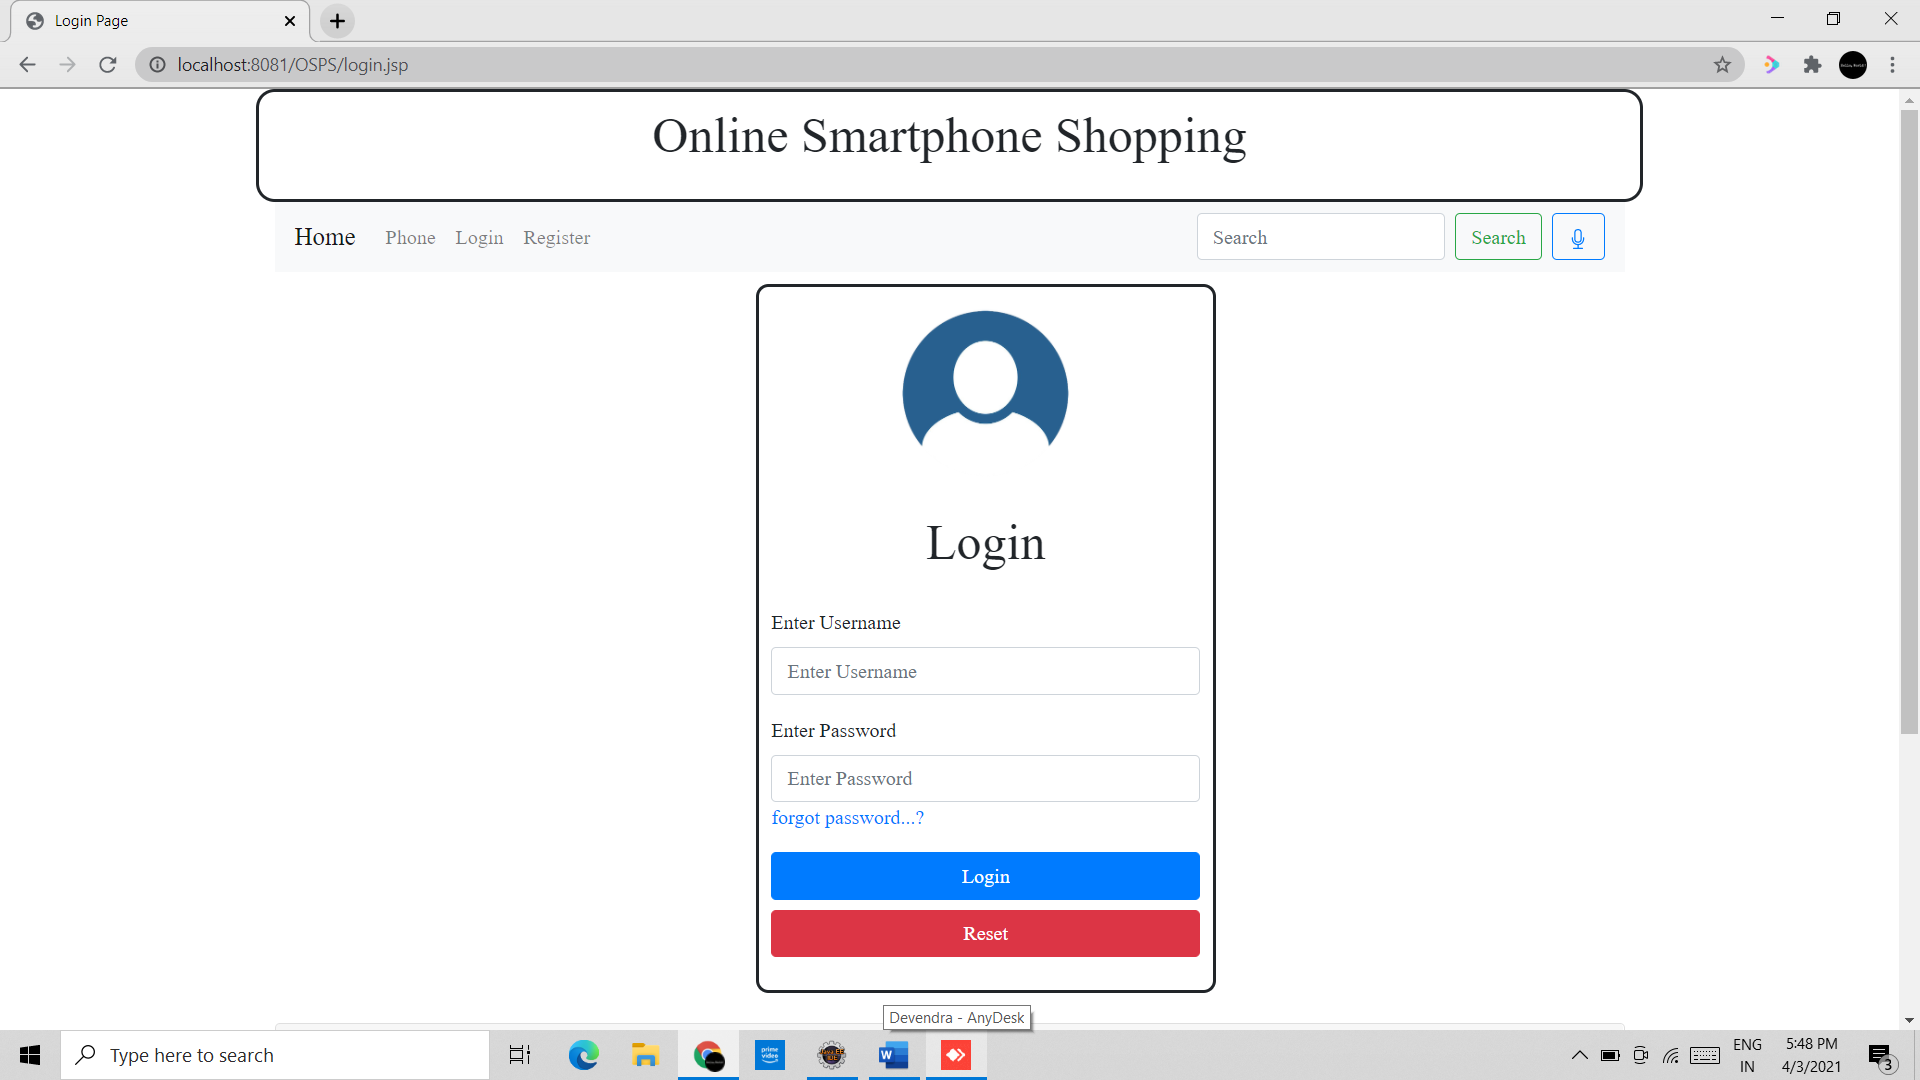 Login Page
localhost:8081/OSPS/login.jsp
Online Smartphone Shopping
Home Phone Login Register Search Search
Login
Enter Username
Enter Username
Enter Password
Enter Password
forgot password...?
Login
Reset
Devendra - AnyDesk
Type here to search
prime video
W
ENG
IN
5:48 PM
4/3/2021
3